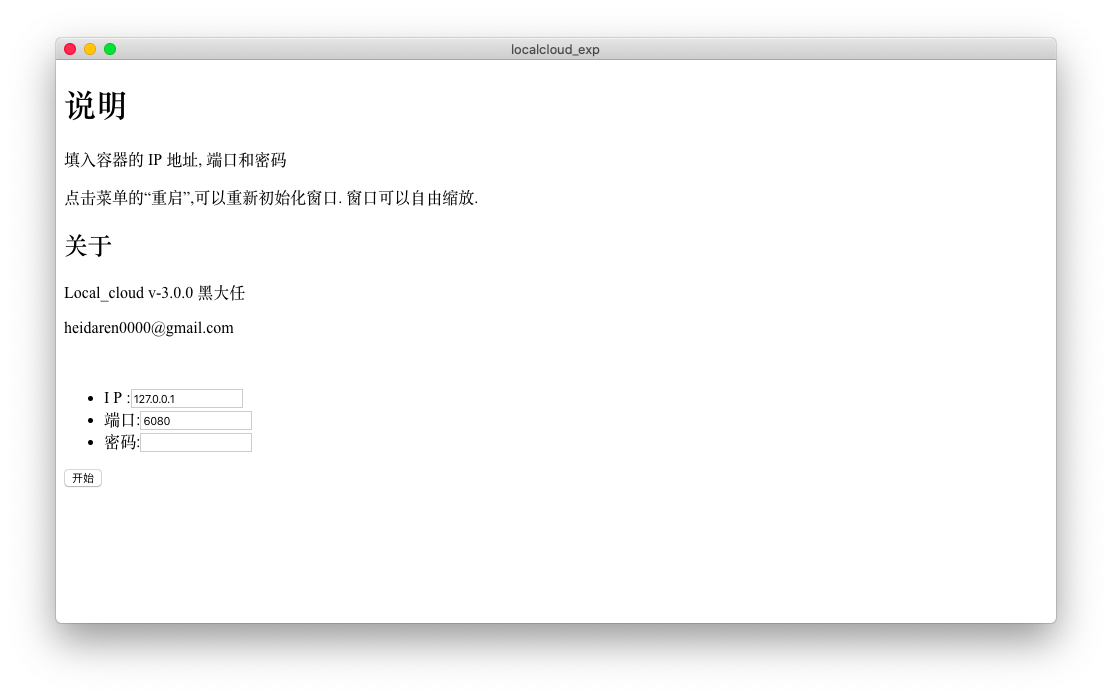 localcloud_exp
说明
填入容器的 IP 地址, 端口和密码
点击菜单的“重启”,可以重新初始化窗口. 窗口可以自由缩放.
关于
Local_cloud v-3.0.0 黑大任
heidaren0000@gmail.com
• I P :127.0.0.1
• 端口:6080
• 密码:
开始